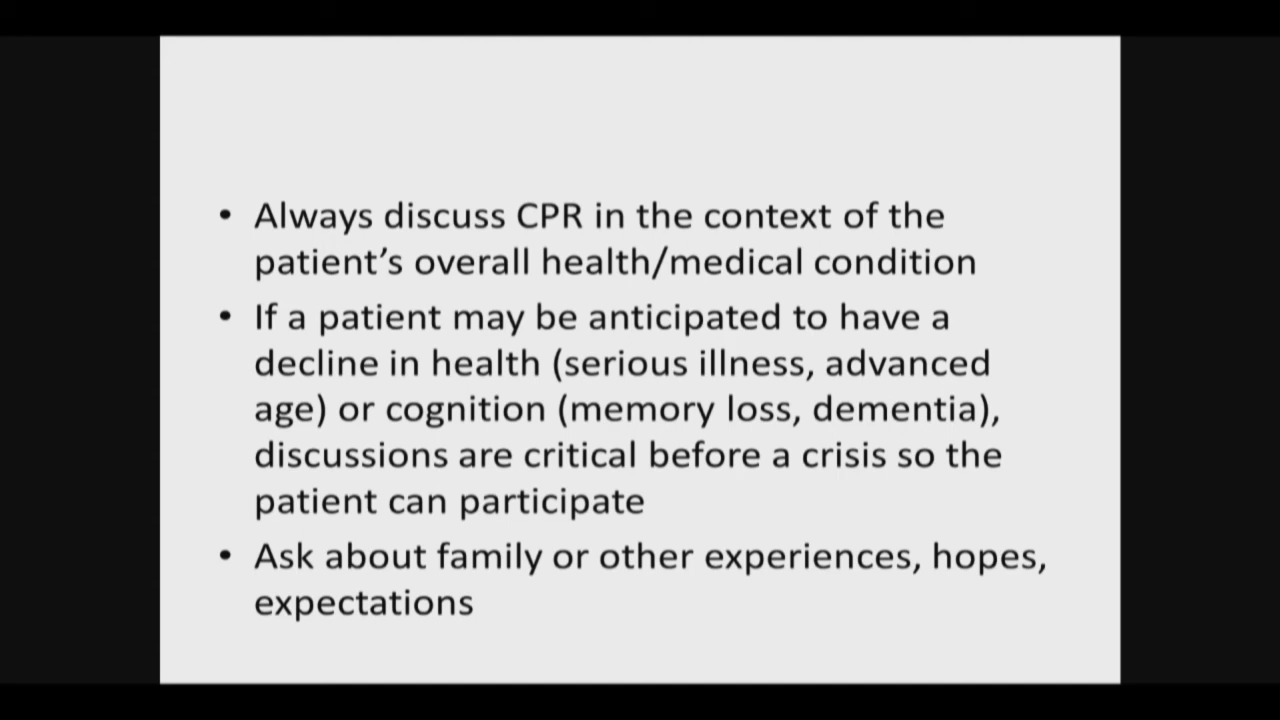 • Always discuss CPR in the context of the
patient’s overall health/medical condition
• If a patient may be anticipated to have a
decline in health (serious illness, advanced
age) or cognition (memory loss, dementia),
discussions are critical before a crisis so the
patient can participate
• Ask about family or other experiences, hopes,
expectations